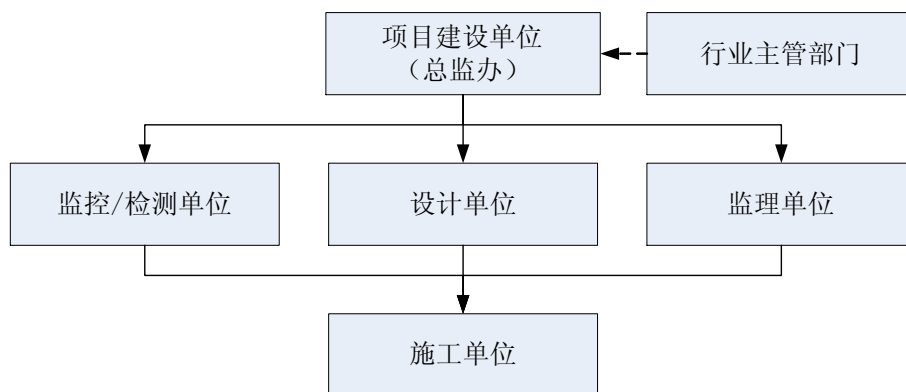 项目建设单位
（总监办）
行业主管部门
监控/检测单位
设计单位
监理单位
施工单位